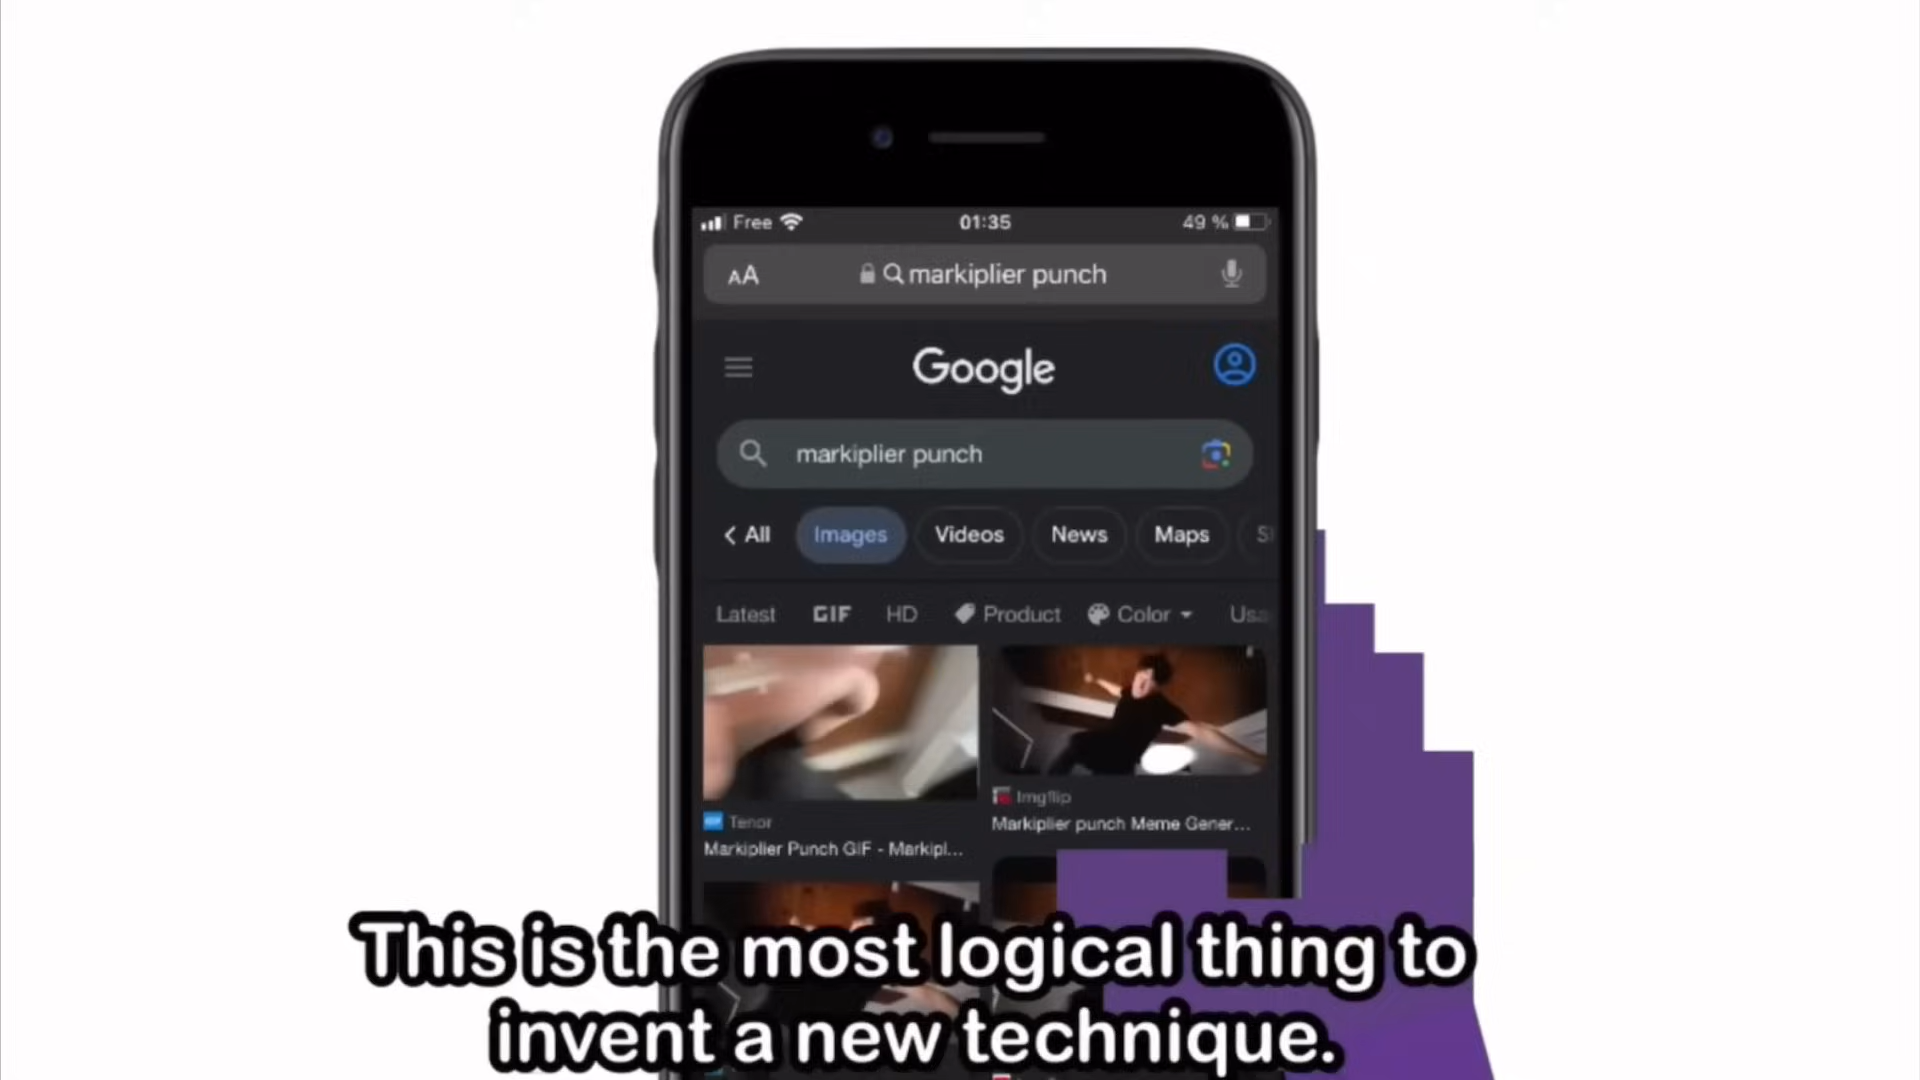 Free 01:35 49 %
AA markiplier punch
Google
markiplier punch
All Images Videos News Maps
Latest GIF HD Product Color
Tenor
Markiplier Punch GIF - Markipl...
Imgflip
Markiplier punch Meme Gener...
This is the most logical thing to
invent a new technique.